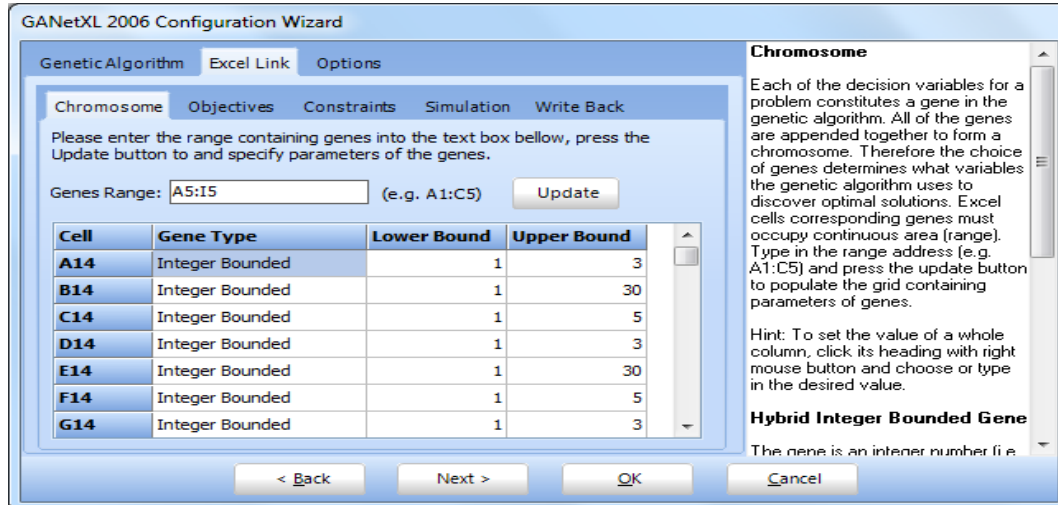 GANetXL 2006 Configuration Wizard
Genetic Algorithm Excel Link Options
Chromosome Objectives Constraints Simulation Write Back
Please enter the range containing genes into the text box bellow, press the
Update button to and specify parameters of the genes.
Genes Range: A5:I5 (e.g. A1:C5) Update
Cell Gene Type Lower Bound Upper Bound
A14 Integer Bounded 1 3
B14 Integer Bounded 1 30
C14 Integer Bounded 1 5
D14 Integer Bounded 1 3
E14 Integer Bounded 1 30
F14 Integer Bounded 1 5
G14 Integer Bounded 1 3
Chromosome
Each of the decision variables for a
problem constitutes a gene in the
genetic algorithm. All of the genes
are appended together to form a
chromosome. Therefore the choice
of genes determines what variables
the genetic algorithm uses to
discover optimal solutions. Excel
cells corresponding genes must
occupy continuous area (range).
Type in the range address (e.g.
A1:C5) and press the update button
to populate the grid containing
parameters of genes.
Hint: To set the value of a whole
column, click its heading with right
mouse button and choose or type
in the desired value.
Hybrid Integer Bounded Gene
The gene is an integer number (i.e
< Back Next > OK Cancel